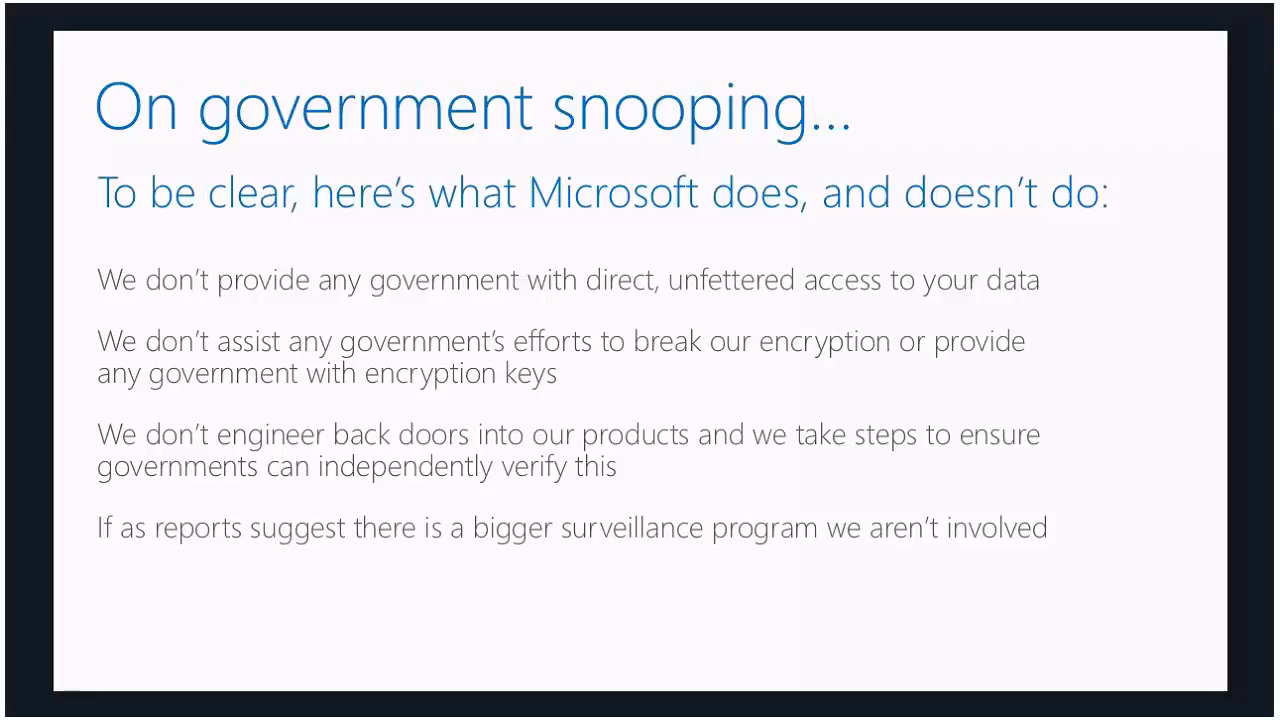 On government snooping...
To be clear, here's what Microsoft does, and doesn't do:
We don't provide any government with direct, unfettered access to your data
We don't assist any government's efforts to break our encryption or provide
any government with encryption keys
We don't engineer back doors into our products and we take steps to ensure
governments can independently verify this
If as reports suggest there is a bigger surveillance program we aren't involved